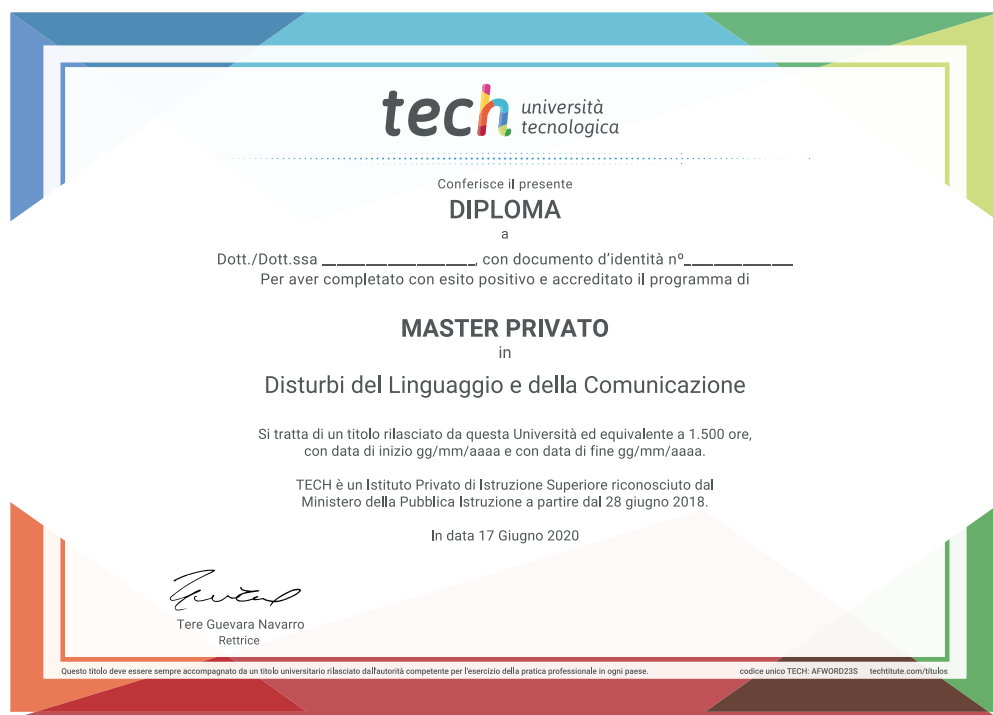 tech università
tecnologica
Conferisce il presente
DIPLOMA
a
Dott./Dott.ssa ____________________, con documento d'identità nº______________
Per aver completato con esito positivo e accreditato il programma di
MASTER PRIVATO
in
Disturbi del Linguaggio e della Comunicazione
Si tratta di un titolo rilasciato da questa Università ed equivalente a 1.500 ore,
con data di inizio gg/mm/aaaa e con data di fine gg/mm/aaaa.
TECH è un Istituto Privato di Istruzione Superiore riconosciuto dal
Ministero della Pubblica Istruzione a partire dal 28 giugno 2018.
In data 17 Giugno 2020
Tere Guevara Navarro
Rettrice
Questo titolo deve essere sempre accompagnato da un titolo universitario rilasciato dall'autorità competente per l'esercizio della pratica professionale in ogni paese. codice unico TECH: AFWORD23S techtitute.com/títulos